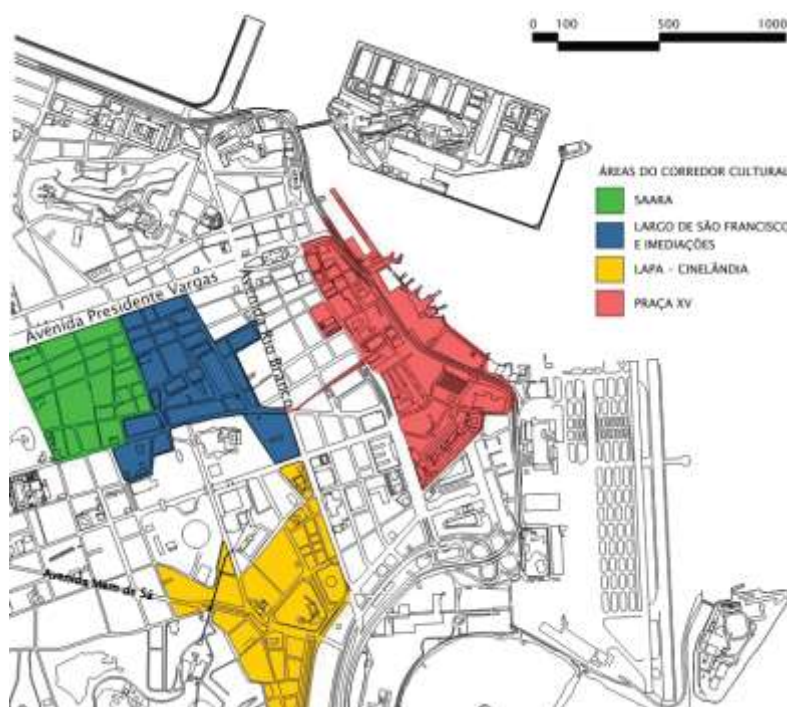 0 100 500 1000
ÁREAS DO CORREDOR CULTURAL
SAARA
LARGO DE SÃO FRANCISCO
E IMEDIAÇÕES
LAPA - CINELÂNDIA
PRAÇA XV
Avenida Presidente Vargas
Avenida Rio Branco
Avenida Mem de Sá